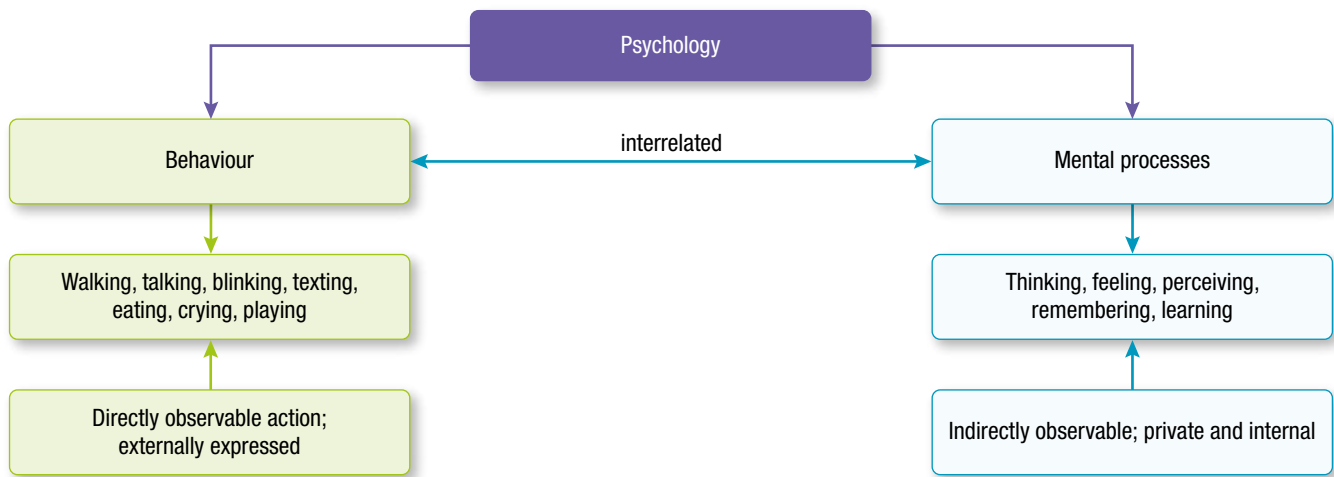 Psychology
Behaviour
interrelated
Mental processes
Walking, talking, blinking, texting,
eating, crying, playing
Thinking, feeling, perceiving,
remembering, learning
Directly observable action;
externally expressed
Indirectly observable; private and internal